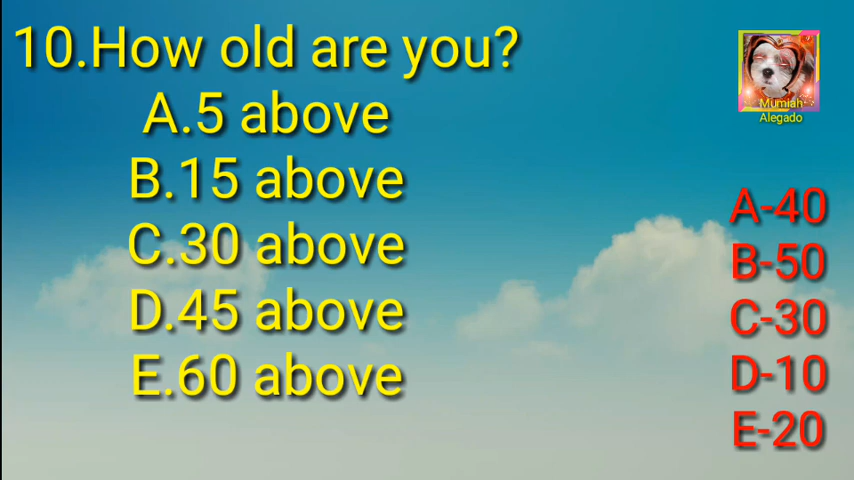 10.How old are you?
A.5 above
B.15 above
C.30 above
D.45 above
E.60 above
Mumiah
Alegado
A-40
B-50
C-30
D-10
E-20